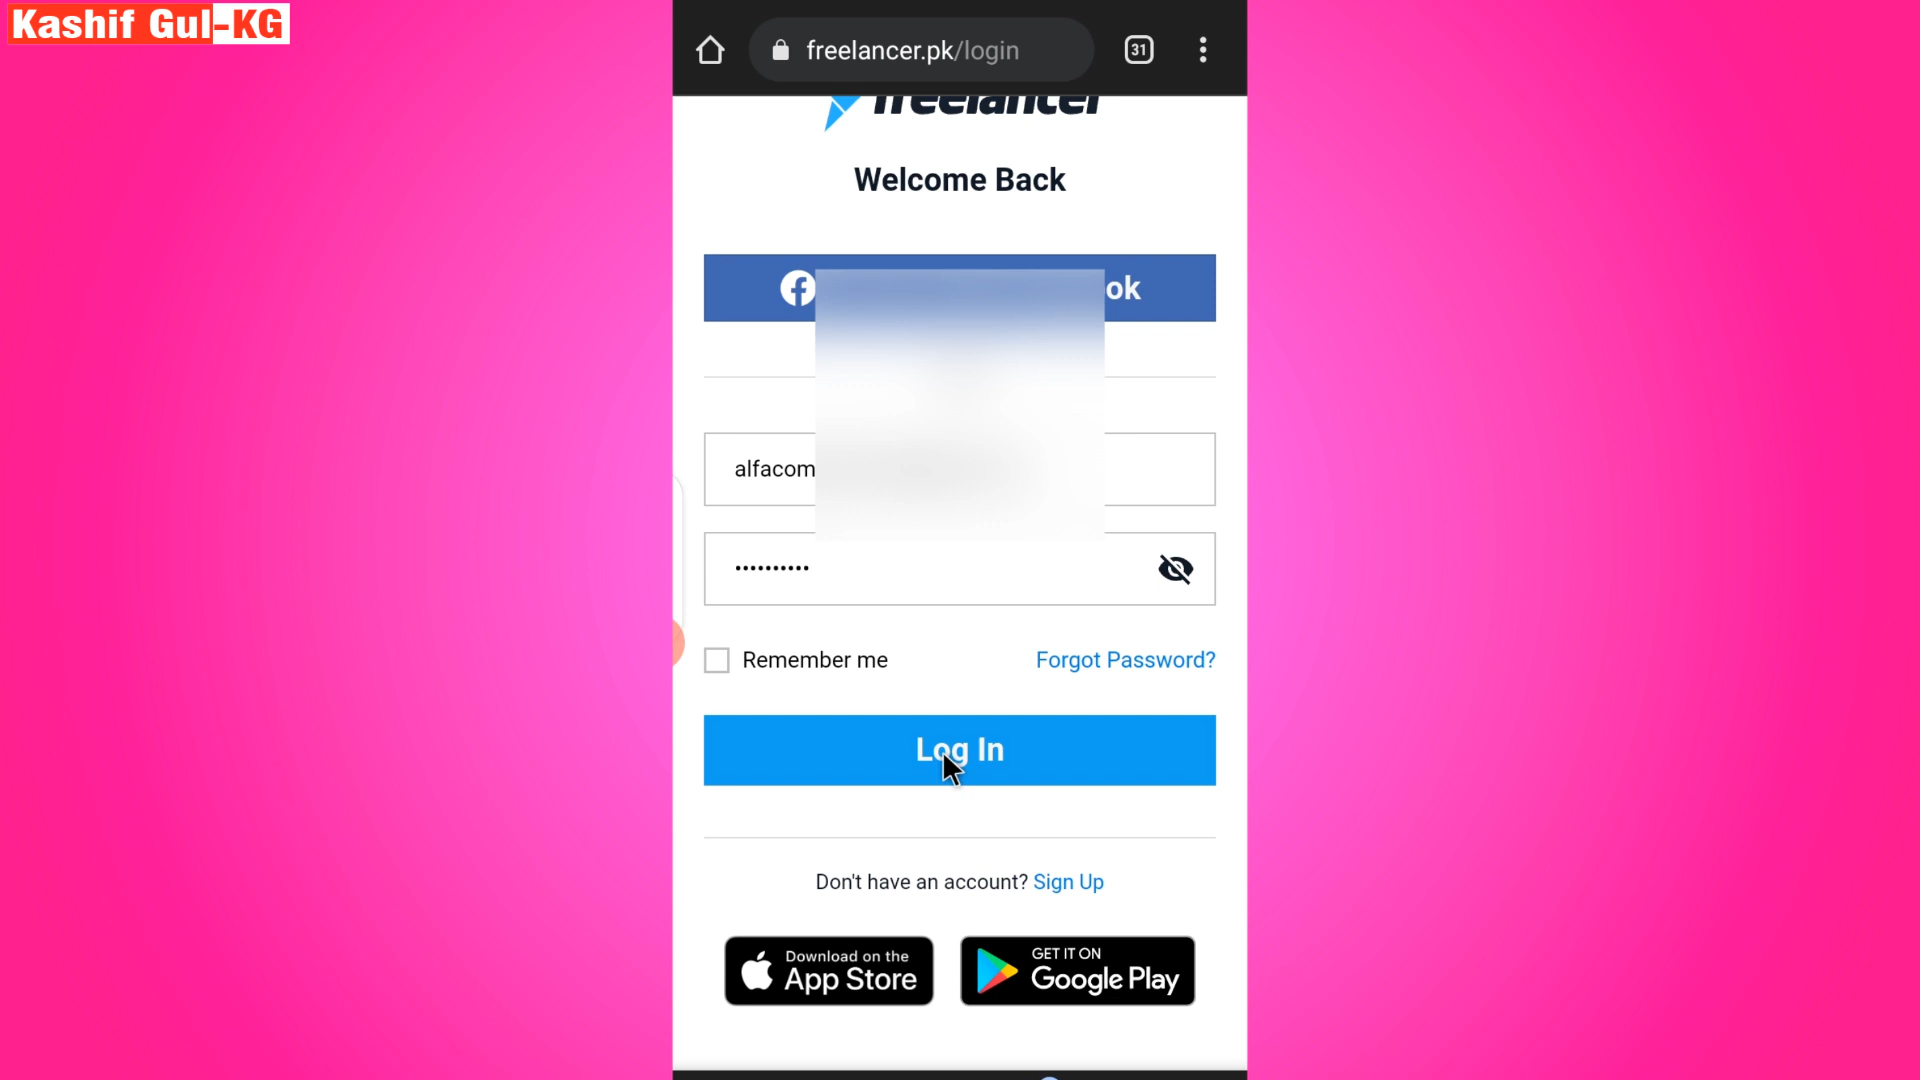 Kashif Gul-KG
freelancer.pk/login
31
freelancer
Welcome Back
ok
alfacom
Remember me
Forgot Password?
Log In
Don't have an account? Sign Up
Download on the
App Store
GET IT ON
Google Play